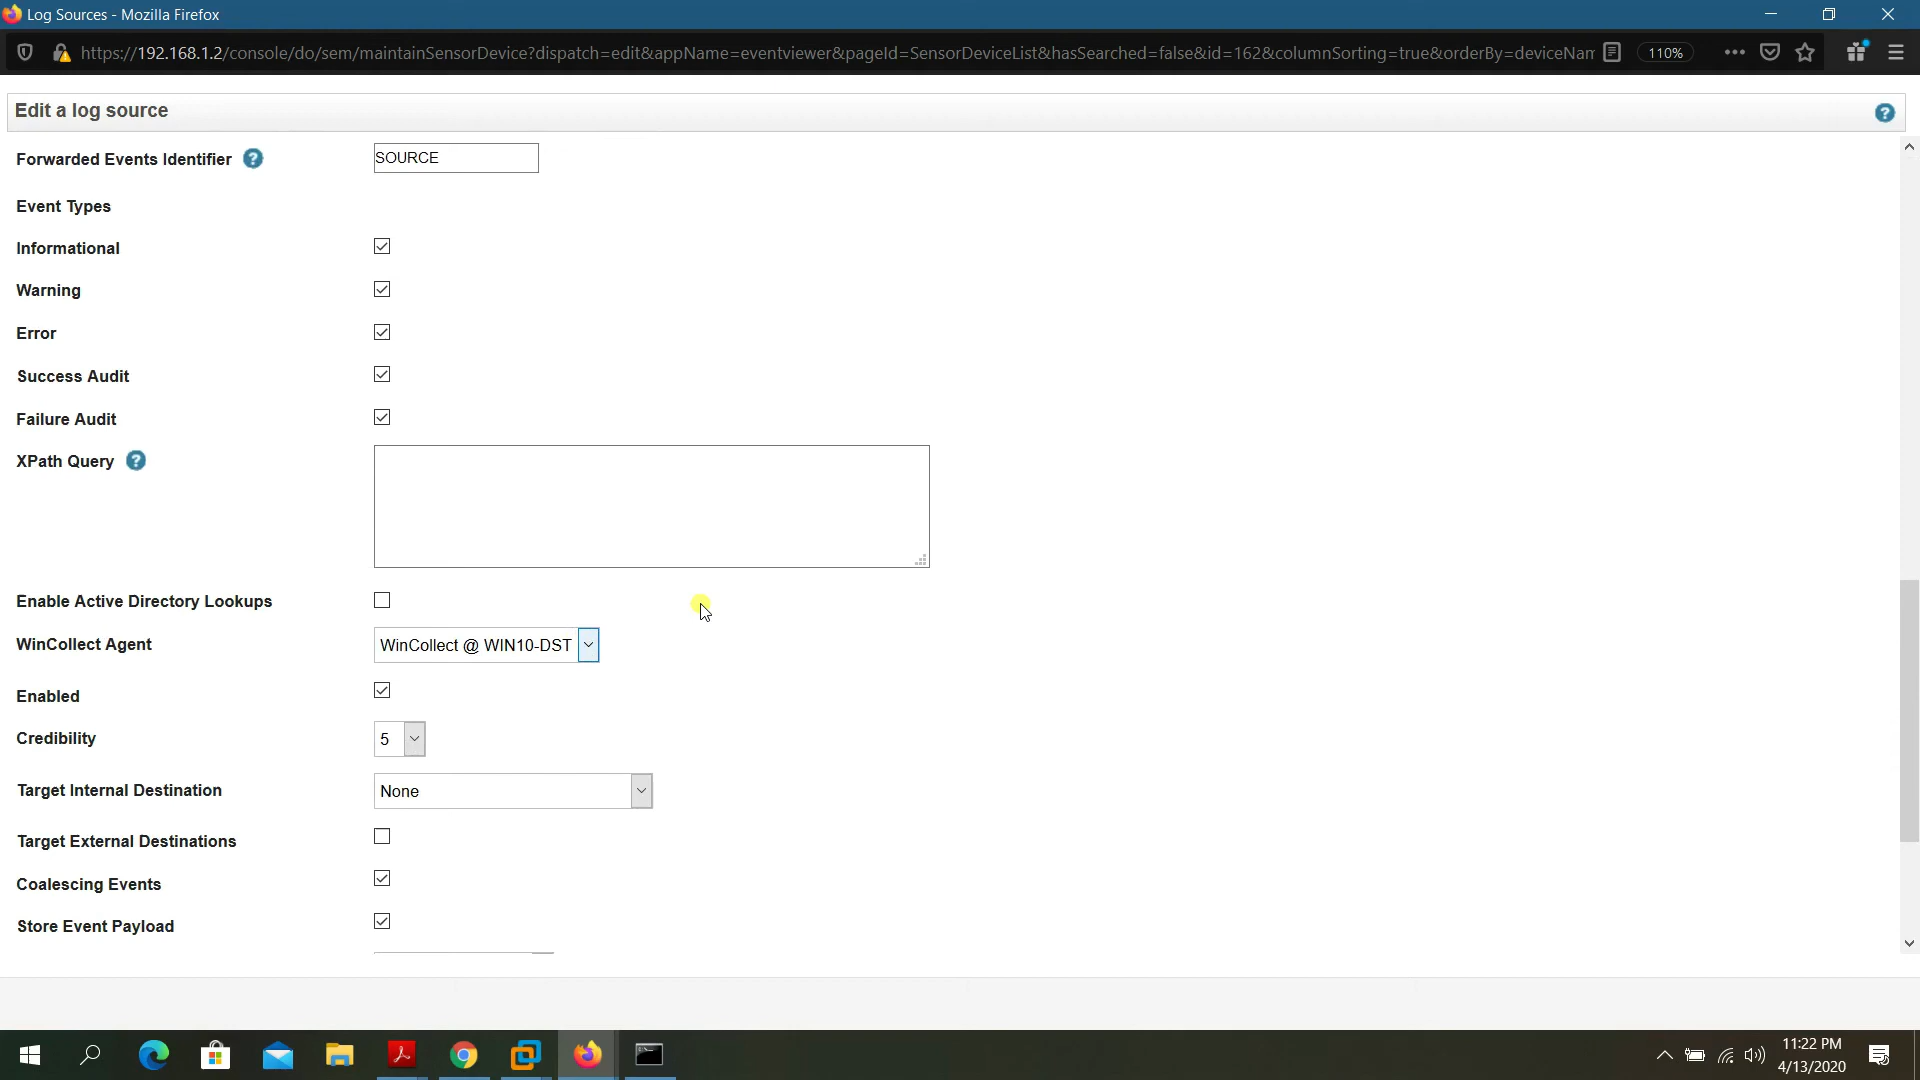 Log Sources - Mozilla Firefox
https://192.168.1.2/console/do/sem/maintainSensorDevice?dispatch=edit&appName=eventviewer&pageId=SensorDeviceList&hasSearched=false&id=162&columnSorting=true&orderBy=deviceNam
110%
Edit a log source
Forwarded Events Identifier ?
SOURCE
Event Types
Informational
Warning
Error
Success Audit
Failure Audit
XPath Query ?
Enable Active Directory Lookups
WinCollect Agent
WinCollect @ WIN10-DST
Enabled
Credibility
5
Target Internal Destination
None
Target External Destinations
Coalescing Events
Store Event Payload
11:22 PM
4/13/2020